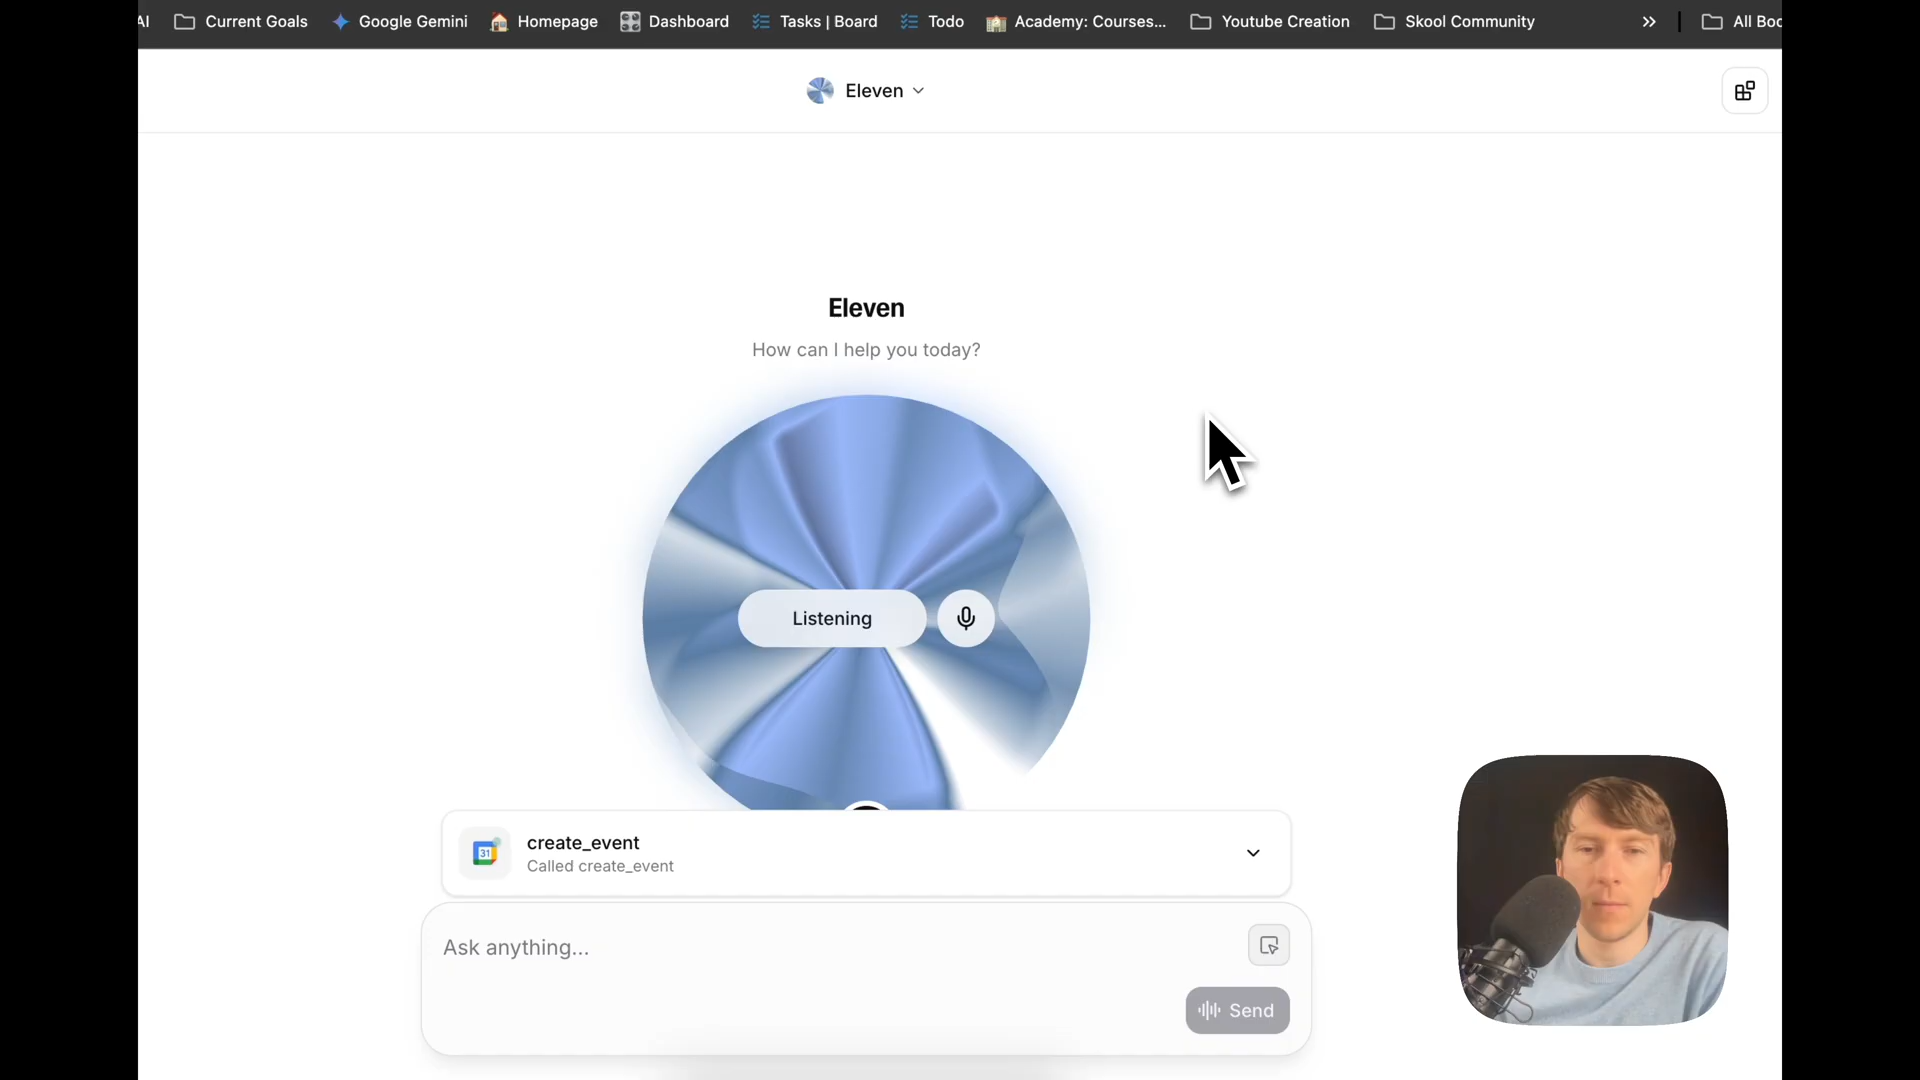 AI Current Goals Google Gemini Homepage Dashboard Tasks | Board Todo Academy: Courses... Youtube Creation Skool Community » All Boo
Eleven
Eleven
How can I help you today?
Listening
31
create_event
Called create_event
Ask anything...
Send